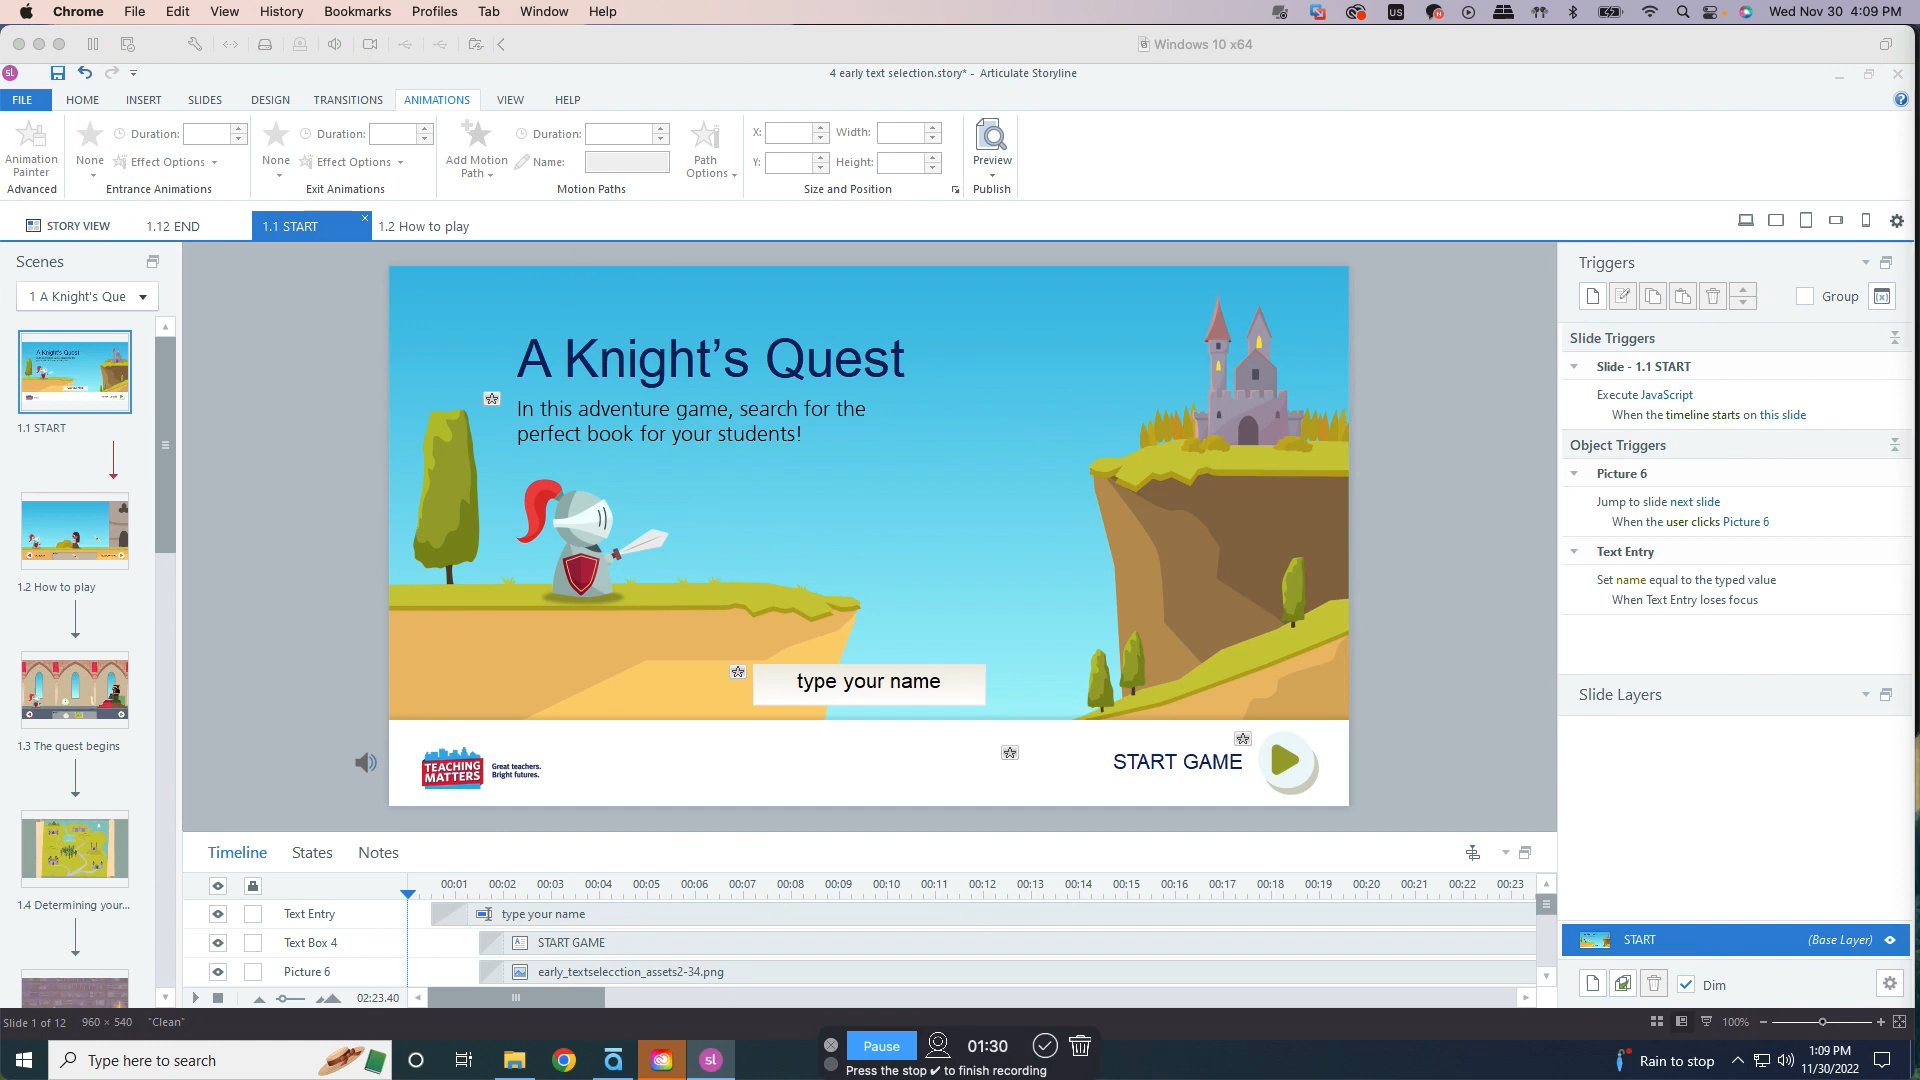 Chrome File Edit View History Bookmarks Profiles Tab Window Help US Wed Nov 30 4:09 PM
Windows 10 x64
sl 4 early text selection.story* - Articulate Storyline
FILE HOME INSERT SLIDES DESIGN TRANSITIONS ANIMATIONS VIEW HELP
Duration: Duration: Duration: X: Width:
Animation Painter None Effect Options None Effect Options Add Motion Path Name: Path Options Y: Height: Preview
Advanced Entrance Animations Exit Animations Motion Paths Size and Position Publish
STORY VIEW 1.12 END 1.1 START 1.2 How to play
Scenes
1 A Knight's Que
1.1 START
1.2 How to play
1.3 The quest begins
1.4 Determining your...
A Knight’s Quest
In this adventure game, search for the
perfect book for your students!
type your name
TEACHING
MATTERS
Great teachers.
Bright futures.
START GAME
Triggers
Group
Slide Triggers
Slide - 1.1 START
Execute JavaScript
When the timeline starts on this slide
Object Triggers
Picture 6
Jump to slide next slide
When the user clicks Picture 6
Text Entry
Set name equal to the typed value
When Text Entry loses focus
Slide Layers
START (Base Layer)
Dim
Timeline States Notes
00:01 00:02 00:03 00:04 00:05 00:06 00:07 00:08 00:09 00:10 00:11 00:12 00:13 00:14 00:15 00:16 00:17 00:18 00:19 00:20 00:21 00:22 00:23
Text Entry type your name
Text Box 4 START GAME
Picture 6 early_textselecction_assets2-34.png
02:23.40
Slide 1 of 12 960 × 540 "Clean" 100%
Type here to search
sl
Pause 01:30
Press the stop ✔ to finish recording
Rain to stop
1:09 PM
11/30/2022